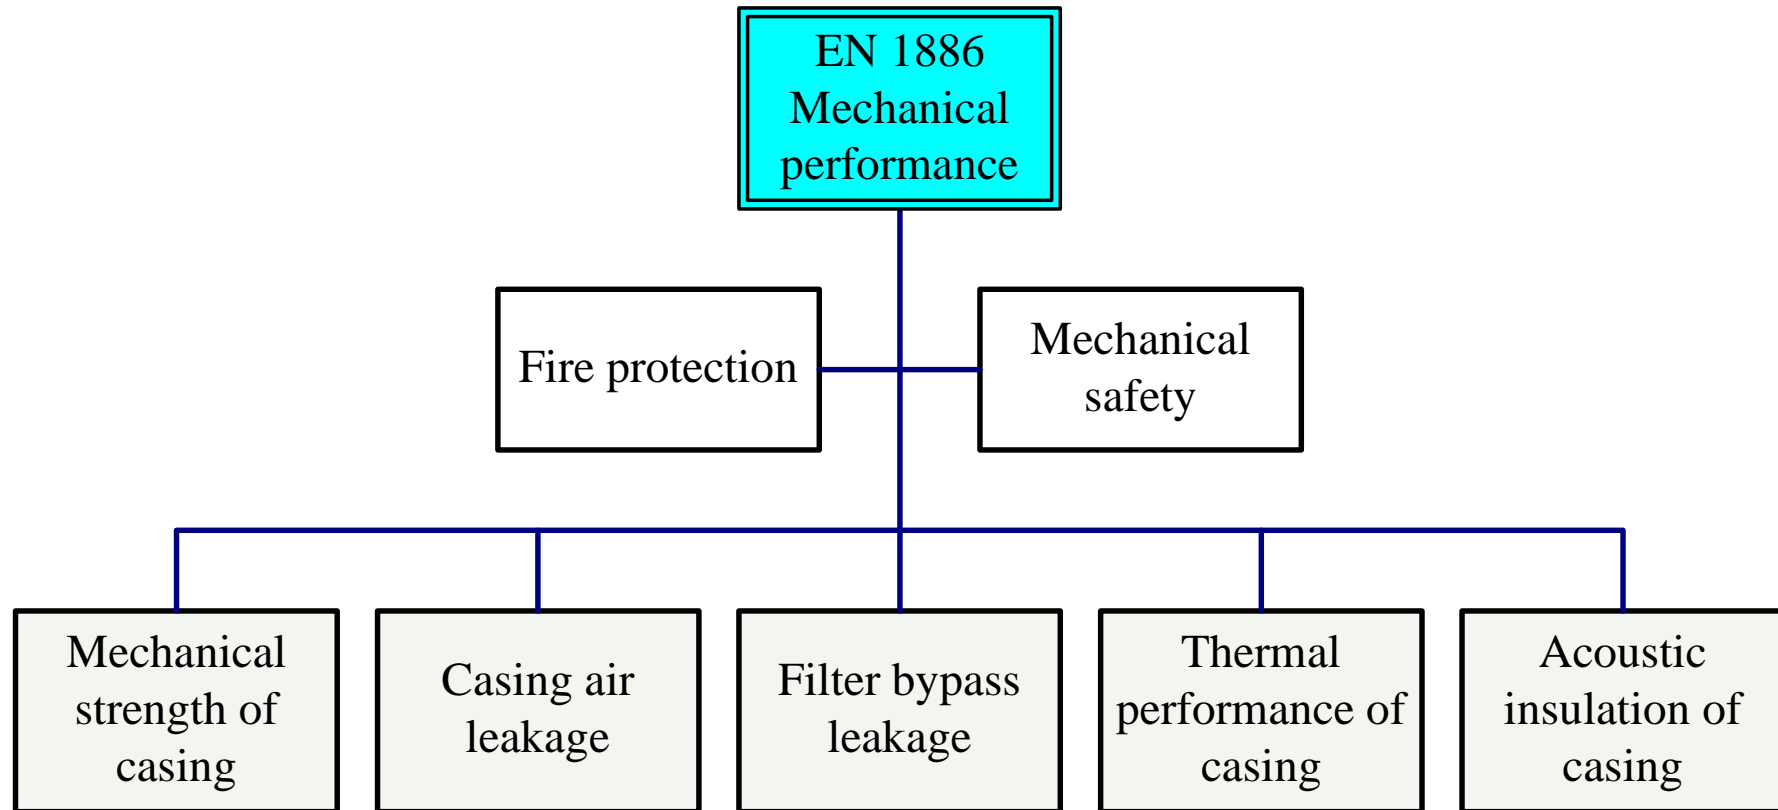 EN 1886
Mechanical
performance
Fire protection
Mechanical
safety
Mechanical
strength of
casing
Casing air
leakage
Filter bypass
leakage
Thermal
performance of
casing
Acoustic
insulation of
casing